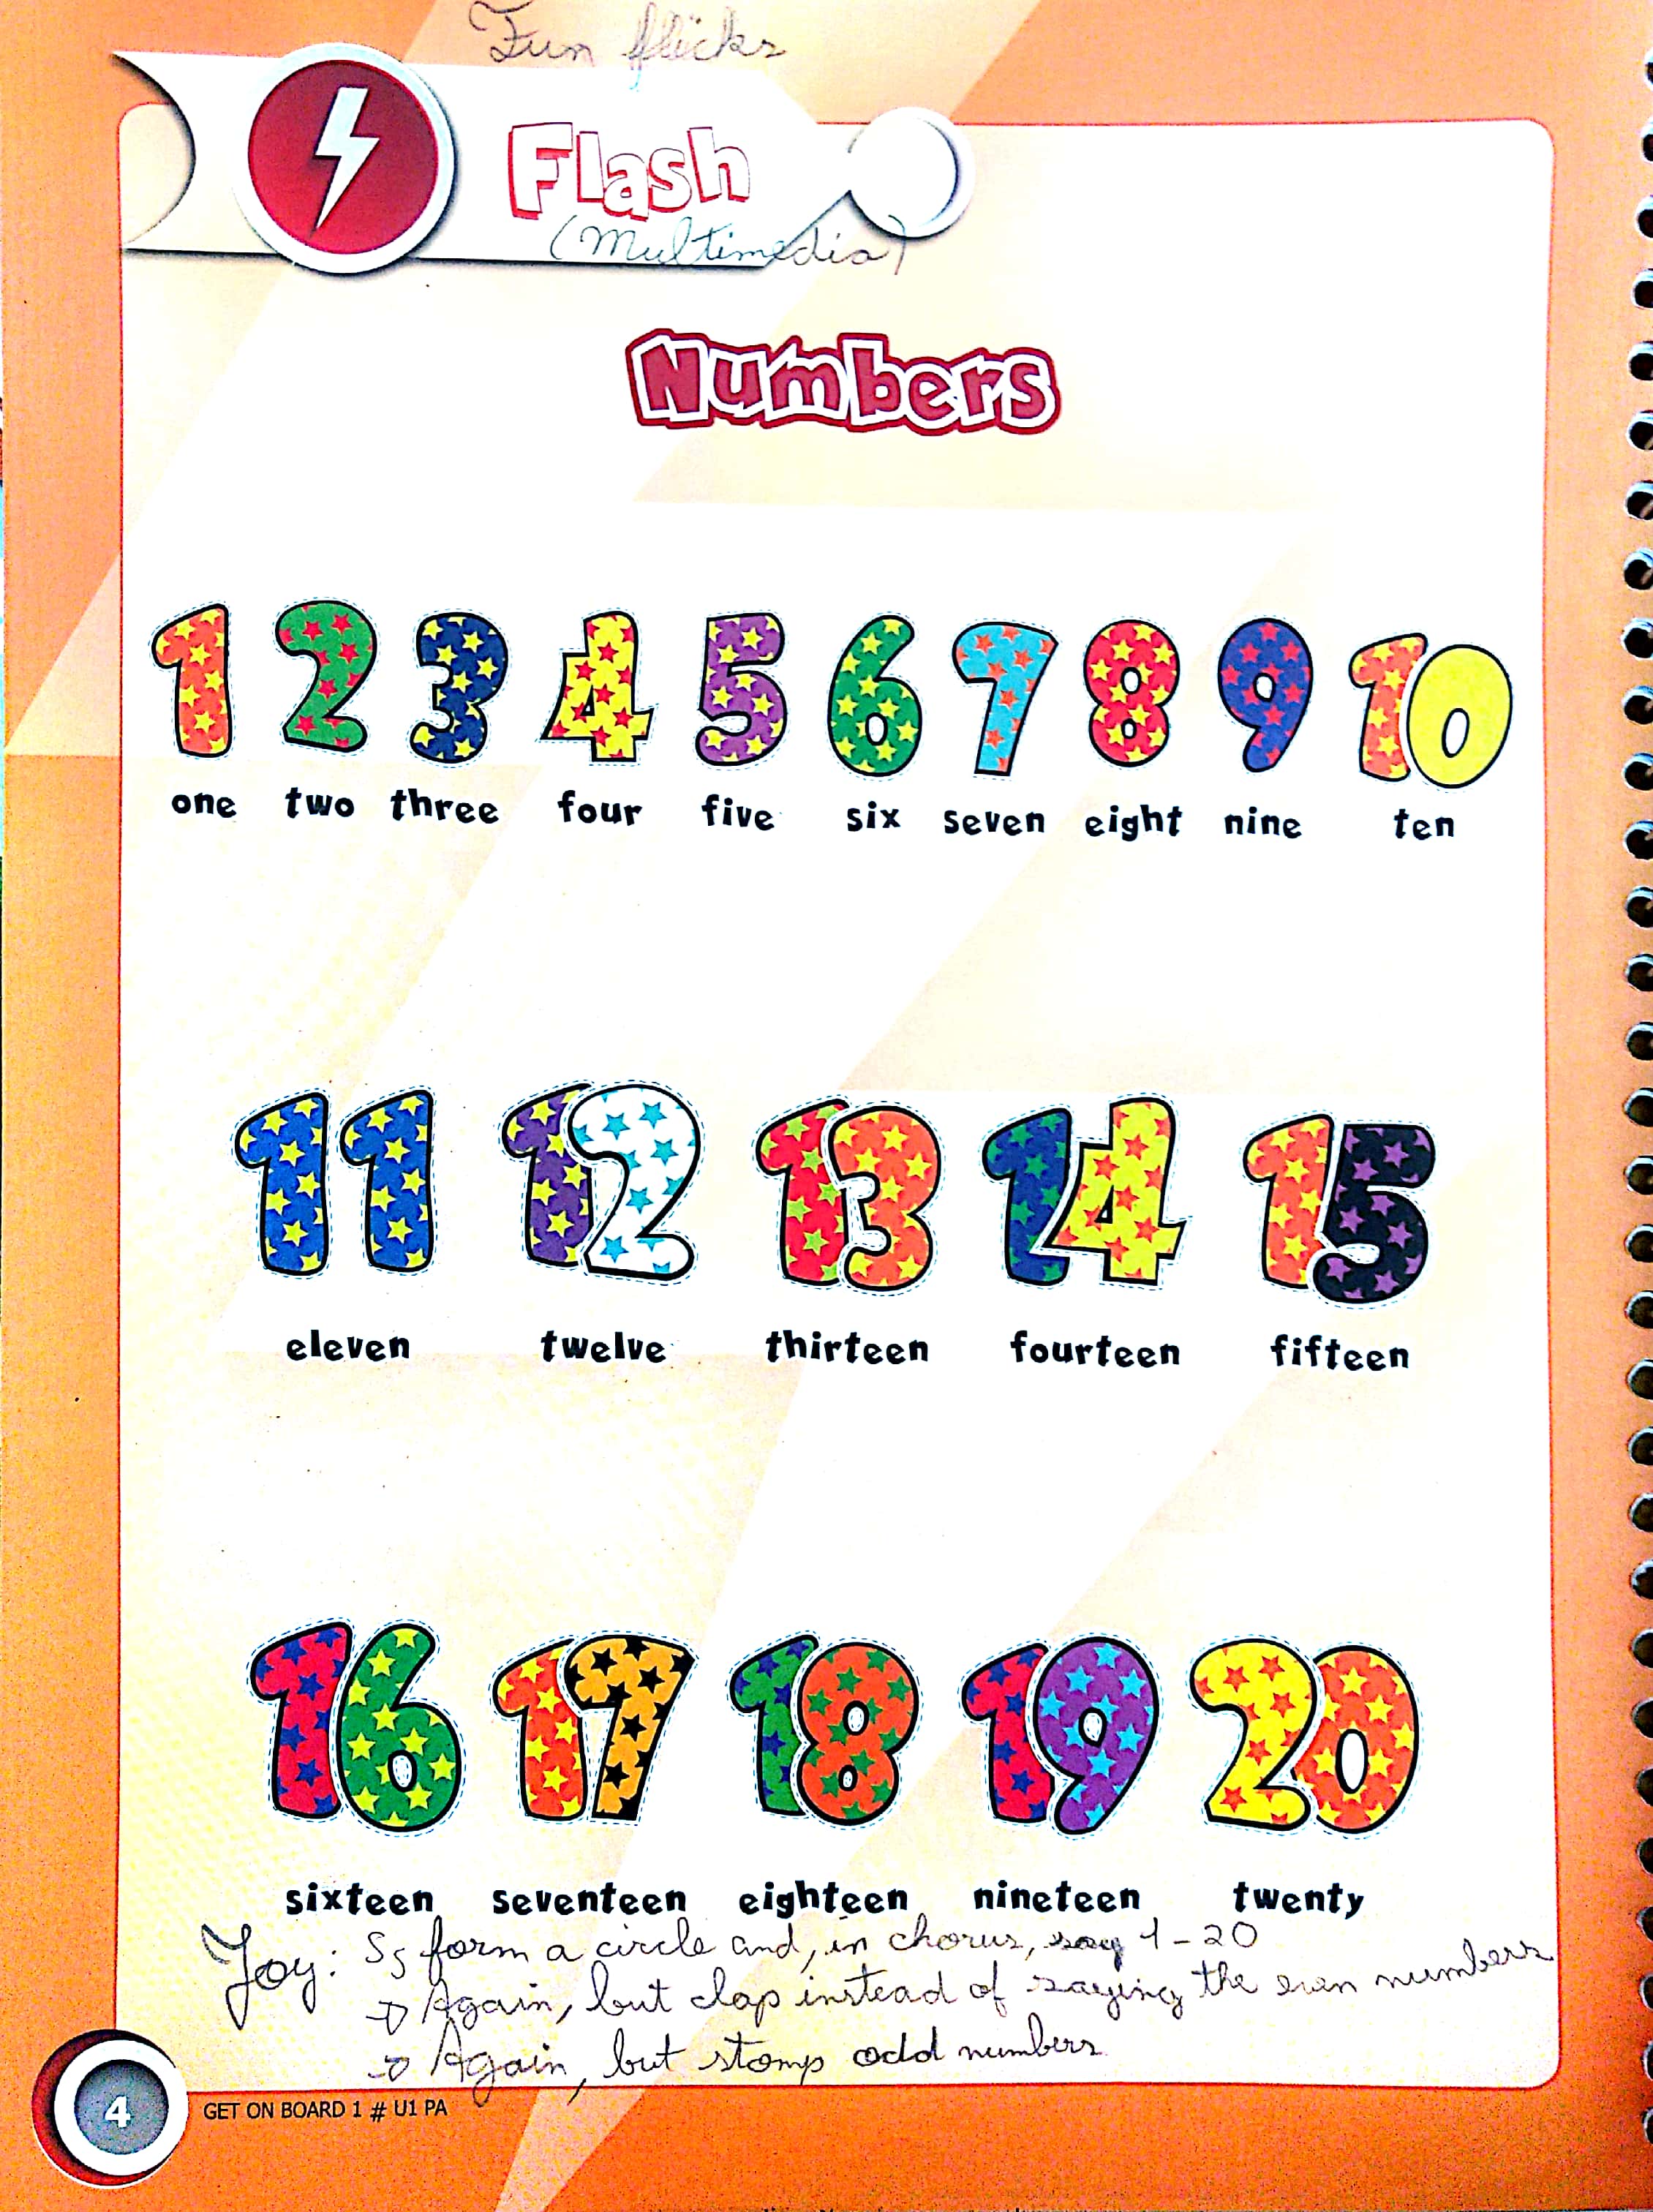 Fun flicks
Flash
(Multimedia)
Numbers
1 2 3 4 5 6 7 8 9 10
one two three four five six seven eight nine ten
11 12 13 14 15
eleven twelve thirteen fourteen fifteen
16 17 18 19 20
sixteen seventeen eighteen nineteen twenty
Joy: Ss form a circle and, in chorus, say 1-20
→ Again, but clap instead of saying the even numbers
→ Again, but stomp odd numbers
4 GET ON BOARD 1 # U1 PA